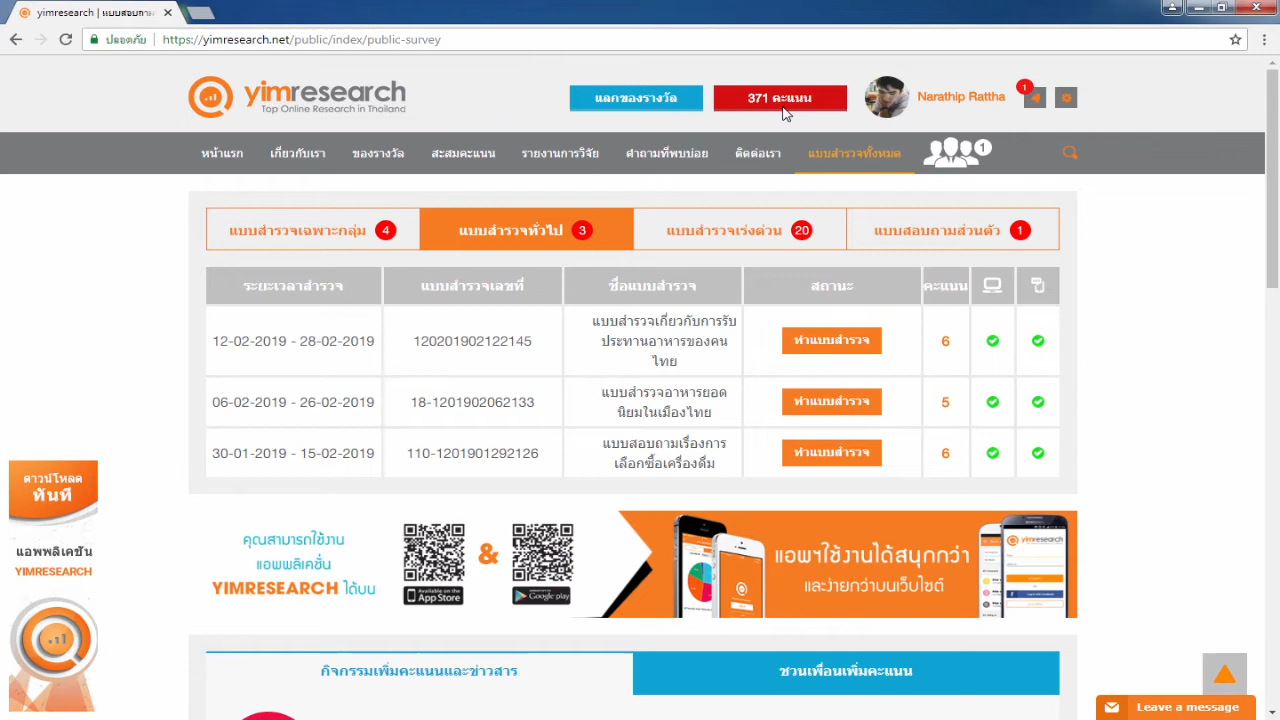 yimresearch | แบบสอบถาม
ปลอดภัย
https://yimresearch.net/public/index/public-survey
yimresearch
Top Online Research in Thailand
แลกของรางวัล
371 คะแนน
Narathip Rattha
1
หน้าแรก
เกี่ยวกับเรา
ของรางวัล
สะสมคะแนน
รายงานการวิจัย
คำถามที่พบบ่อย
ติดต่อเรา
แบบสำรวจทั้งหมด
1
แบบสำรวจเฉพาะกลุ่ม 4
แบบสำรวจทั่วไป 3
แบบสำรวจเร่งด่วน 20
แบบสอบถามส่วนตัว 1
ระยะเวลาสำรวจ
แบบสำรวจเลขที่
ชื่อแบบสำรวจ
สถานะ
คะแนน
12-02-2019 - 28-02-2019
120201902122145
แบบสำรวจเกี่ยวกับการรับ
ประทานอาหารของคน
ไทย
ทำแบบสำรวจ
6
06-02-2019 - 26-02-2019
18-1201902062133
แบบสำรวจอาหารยอด
นิยมในเมืองไทย
ทำแบบสำรวจ
5
30-01-2019 - 15-02-2019
110-1201901292126
แบบสอบถามเรื่องการ
เลือกซื้อเครื่องดื่ม
ทำแบบสำรวจ
6
ดาวน์โหลด
ทันที
แอพพลิเคชัน
YIMRESEARCH
คุณสามารถใช้งาน
แอพพลิเคชั่น
YIMRESEARCH ได้บน
Available on the
App Store
&
Google play
แอพฯใช้งานได้สนุกกว่า
และง่ายกว่าบนเว็บไซต์
yimresearch
กิจกรรมเพิ่มคะแนนและข่าวสาร
ชวนเพื่อนเพิ่มคะแนน
Leave a message